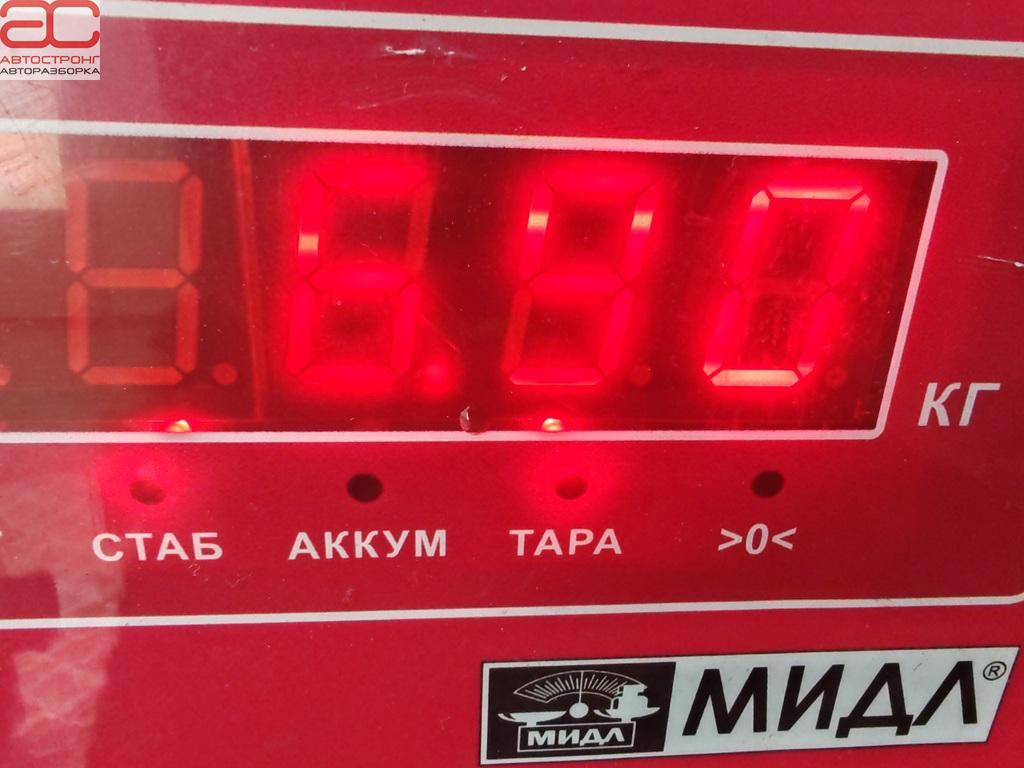 АС
АВТОСТРОНГ
АВТОРАЗБОРКА
КГ
СТАБ АККУМ ТАРА >0<
МИДЛ МИДЛ®